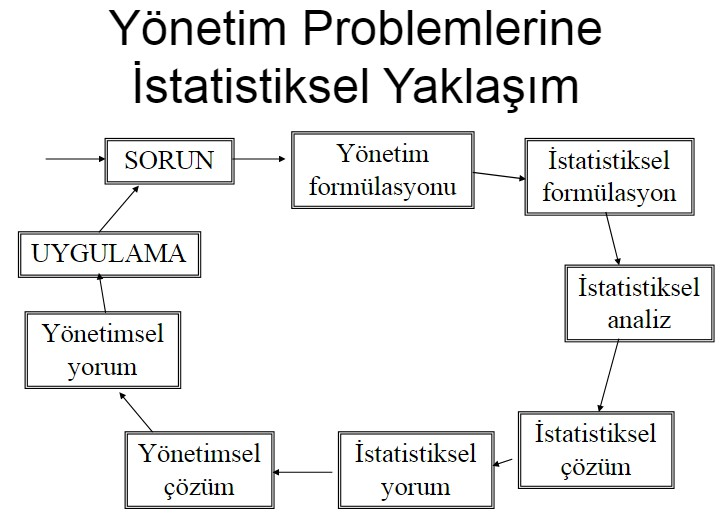 Yönetim Problemlerine
İstatistiksel Yaklaşım
SORUN
Yönetim
formülasyonu
İstatistiksel
formülasyon
İstatistiksel
analiz
İstatistiksel
çözüm
İstatistiksel
yorum
Yönetimsel
çözüm
Yönetimsel
yorum
UYGULAMA